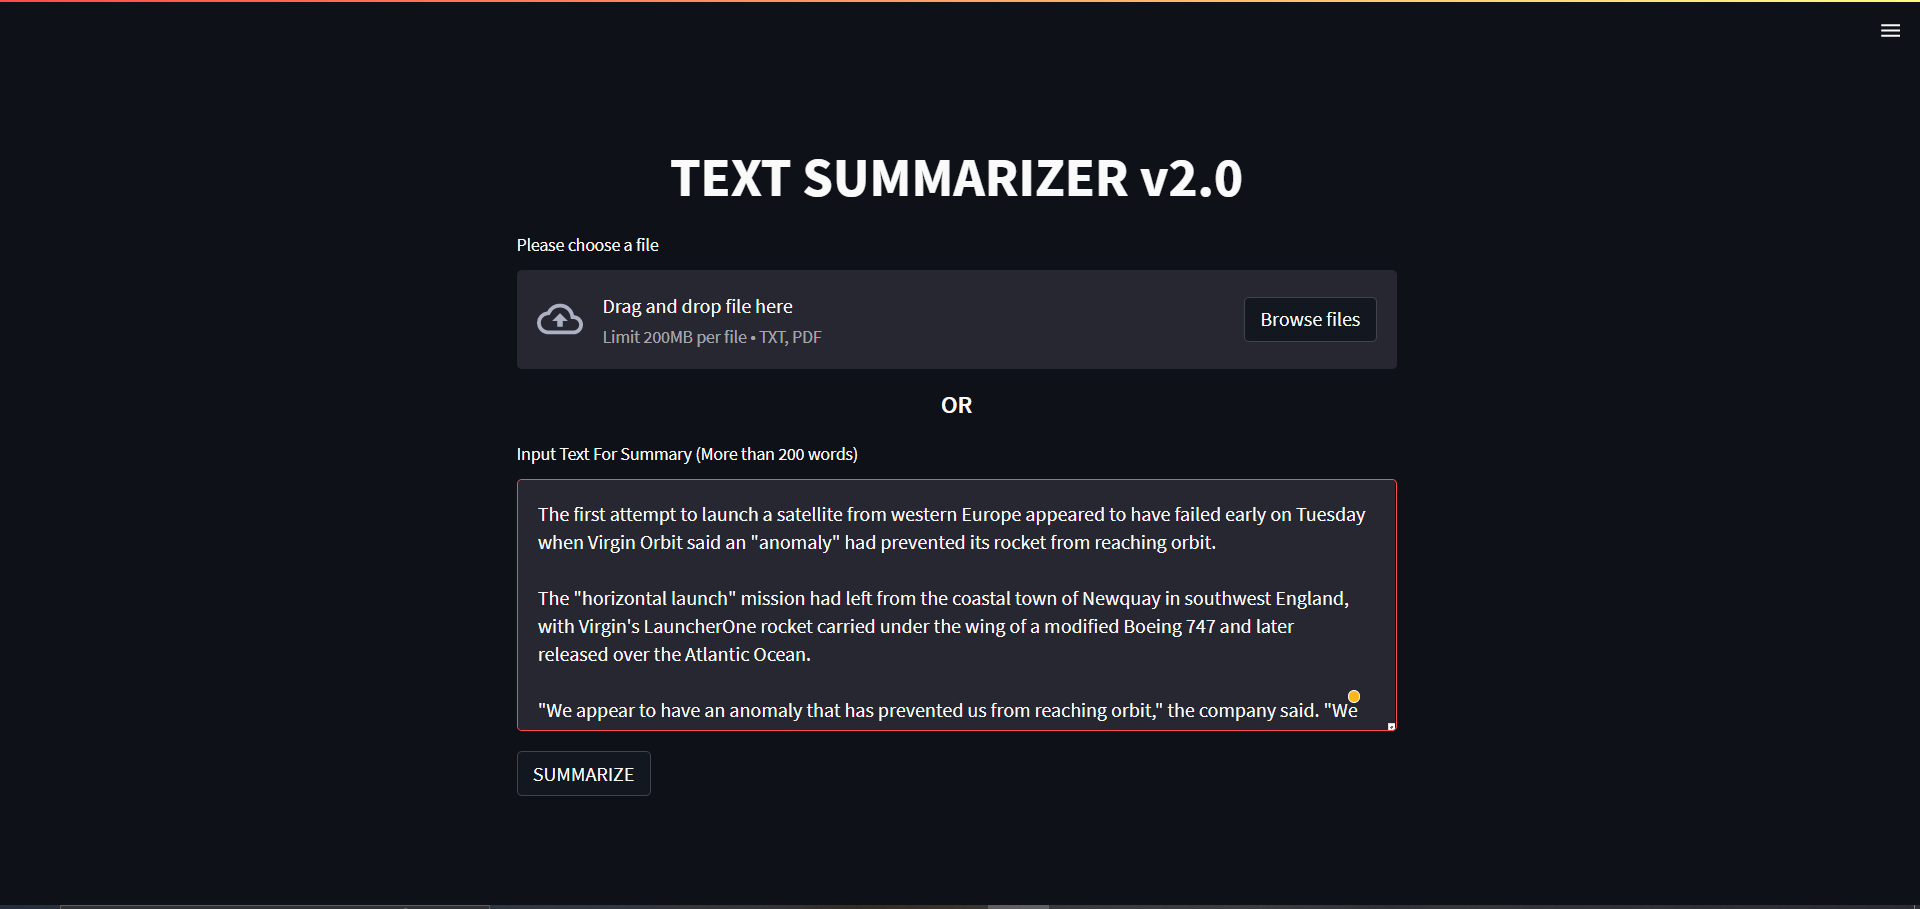 TEXT SUMMARIZER v2.0
Please choose a file
Drag and drop file here
Limit 200MB per file • TXT, PDF
Browse files
OR
Input Text For Summary (More than 200 words)
The first attempt to launch a satellite from western Europe appeared to have failed early on Tuesday
when Virgin Orbit said an "anomaly" had prevented its rocket from reaching orbit.
The "horizontal launch" mission had left from the coastal town of Newquay in southwest England,
with Virgin's LauncherOne rocket carried under the wing of a modified Boeing 747 and later
released over the Atlantic Ocean.
"We appear to have an anomaly that has prevented us from reaching orbit," the company said. "We
SUMMARIZE